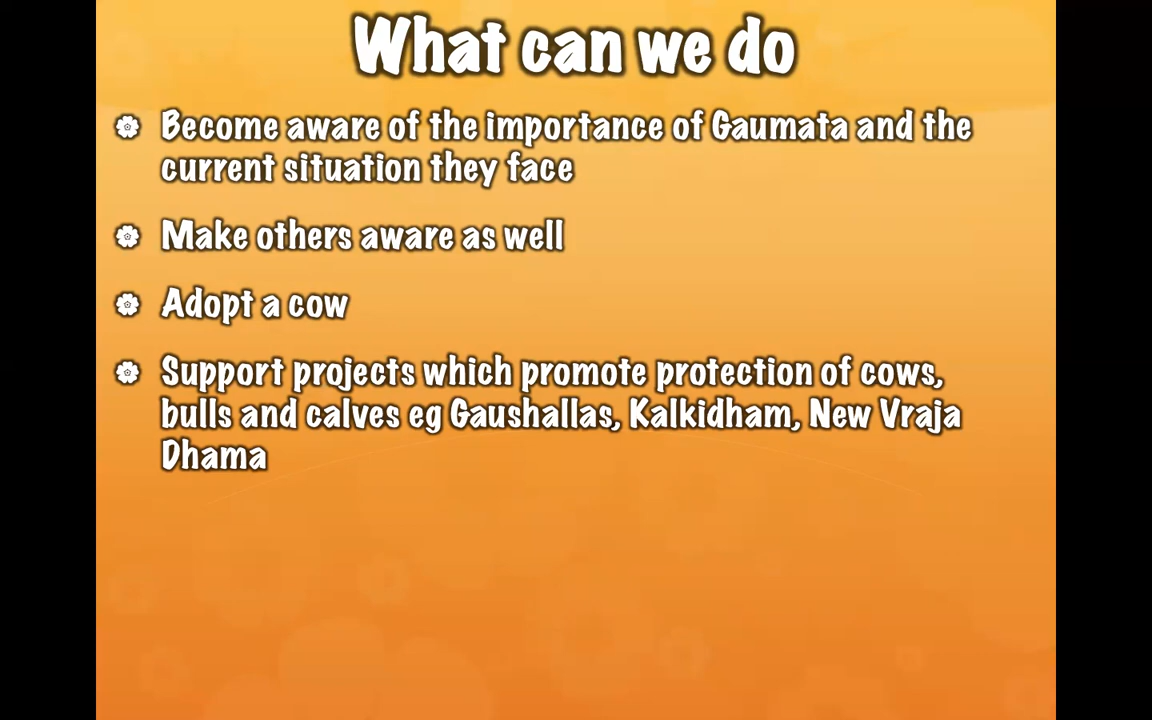 What can we do
Become aware of the importance of Gaumata and the
current situation they face
Make others aware as well
Adopt a cow
Support projects which promote protection of cows,
bulls and calves eg Gaushallas, Kalkidham, New Vraja
Dhama